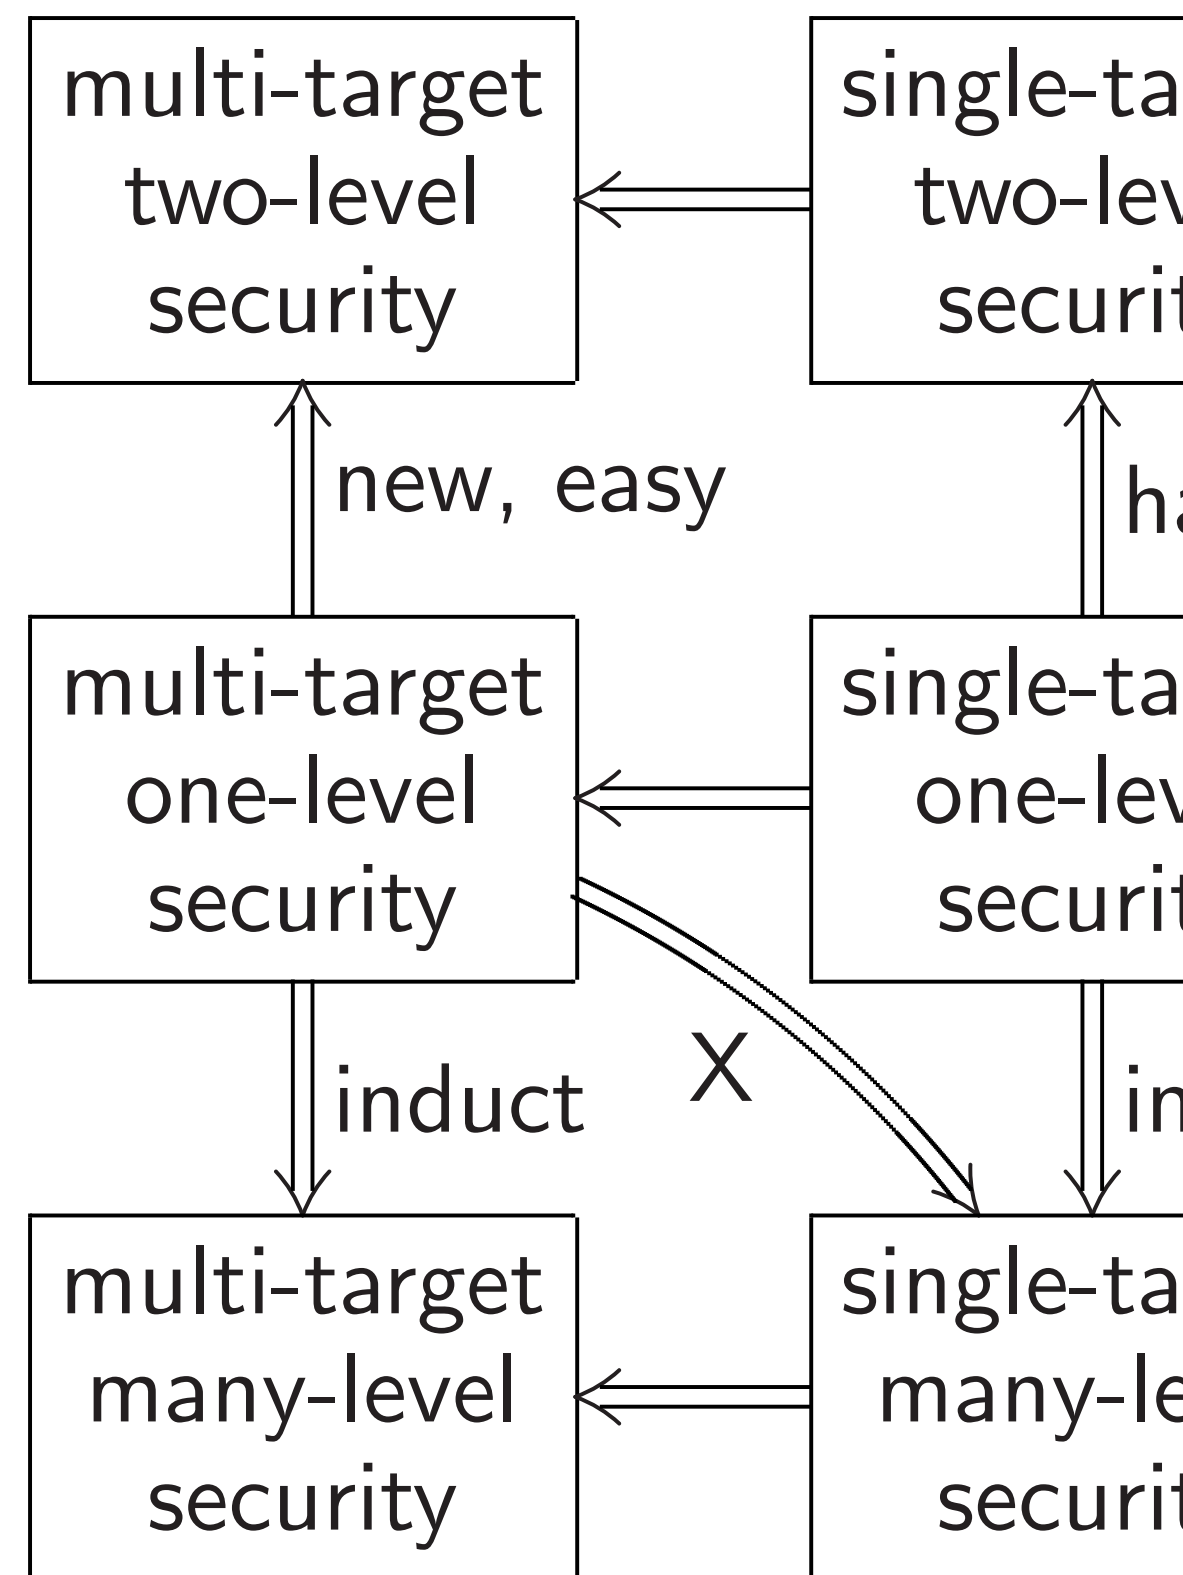 multi-target
two-level
security
single-ta
two-lev
securit
new, easy
ha
multi-target
one-level
security
single-ta
one-lev
securit
X
induct
in
multi-target
many-level
security
single-ta
many-le
securit